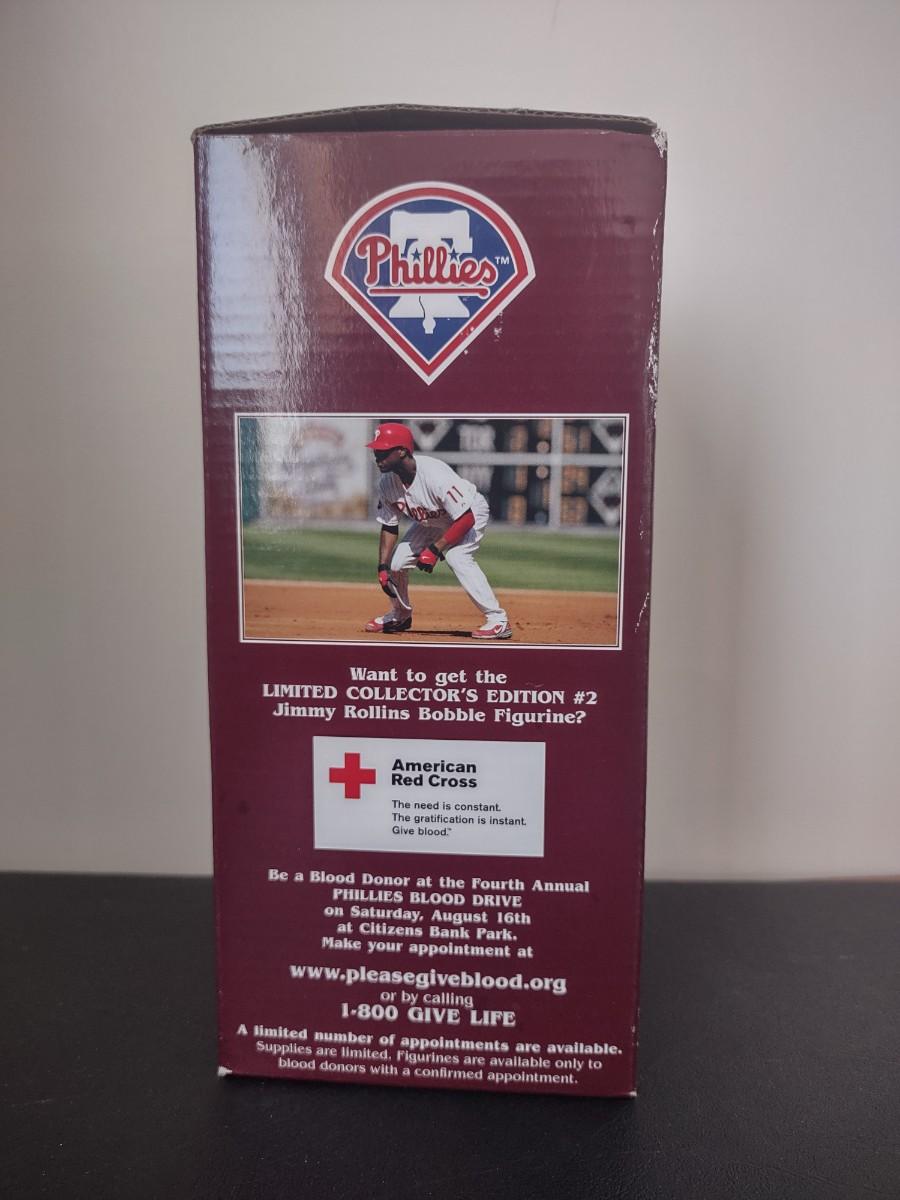 Phillies™
Phillies
11
Want to get the
LIMITED COLLECTOR'S EDITION #2
Jimmy Rollins Bobble Figurine?
American
Red Cross
The need is constant.
The gratification is instant.
Give blood.™
Be a Blood Donor at the Fourth Annual
PHILLIES BLOOD DRIVE
on Saturday, August 16th
at Citizens Bank Park.
Make your appointment at
www.pleasegiveblood.org
or by calling
1-800 GIVE LIFE
A limited number of appointments are available.
Supplies are limited. Figurines are available only to
blood donors with a confirmed appointment.